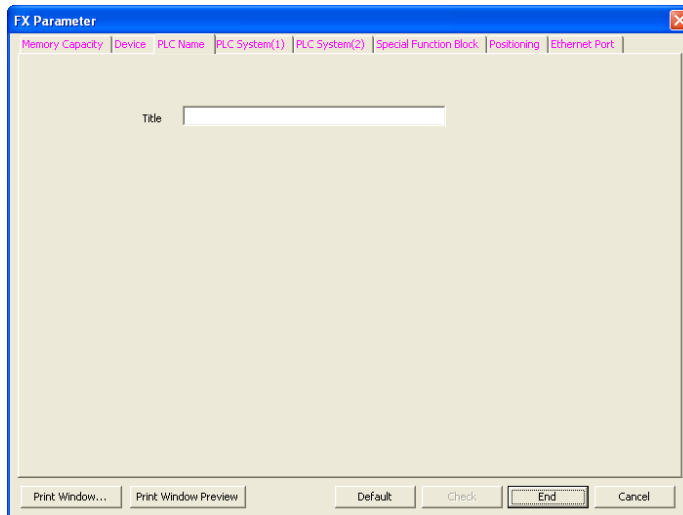 FX Parameter
Memory Capacity Device PLC Name PLC System(1) PLC System(2) Special Function Block Positioning Ethernet Port
Title
Print Window... Print Window Preview Default Check End Cancel